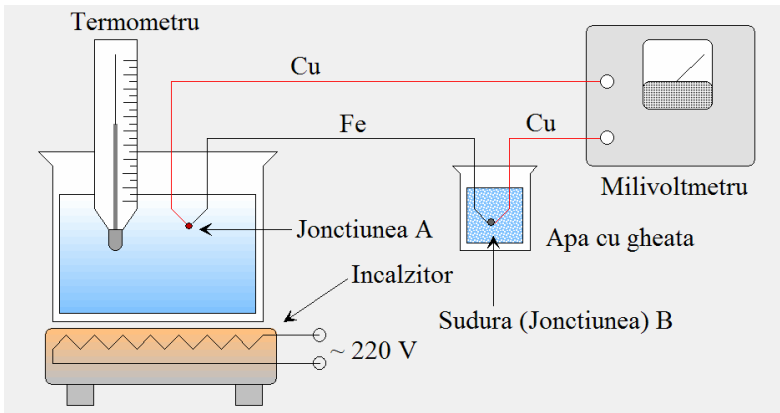 Termometru
Cu
Fe
Cu
Milivoltmetru
Jonctiunea A
Apa cu gheata
Incalzitor
Sudura (Jonctiunea) B
~ 220 V